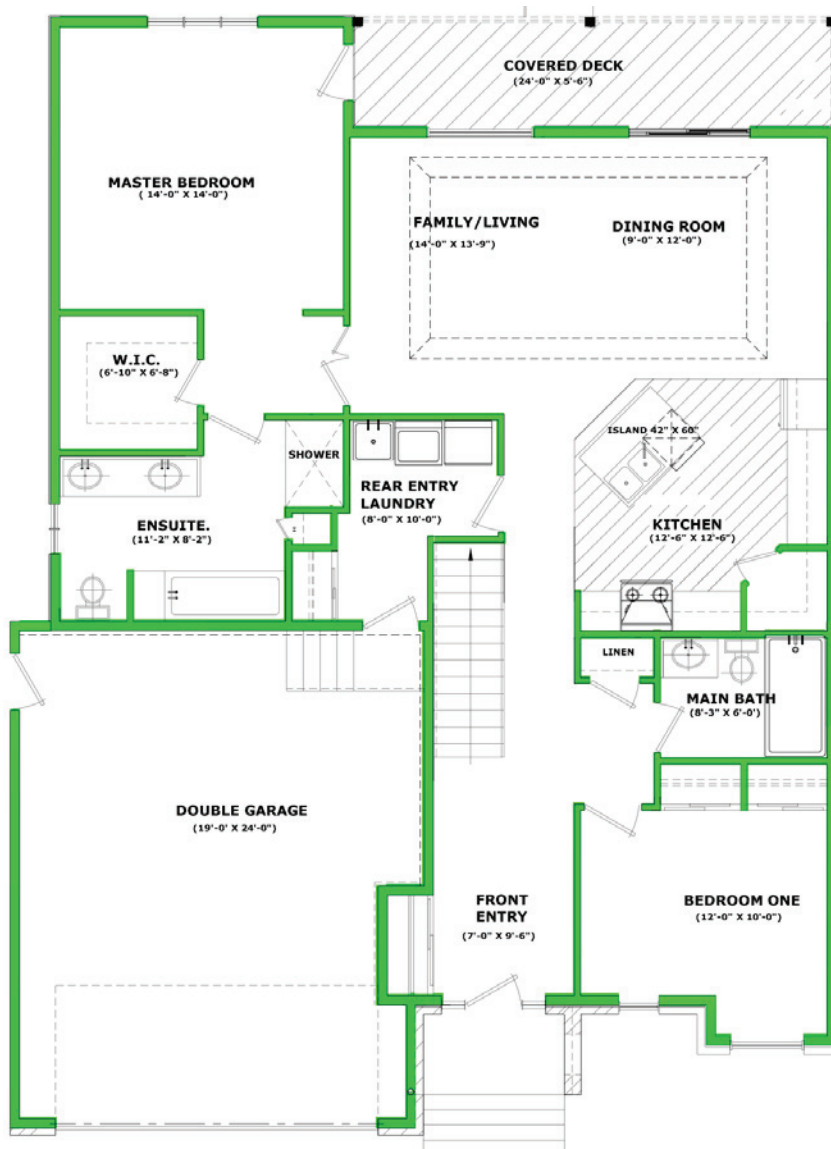 COVERED DECK
(24'-0" X 5'-6")
MASTER BEDROOM
( 14'-0" X 14'-0")
FAMILY/LIVING
(14'-0" X 13'-9")
DINING ROOM
(9'-0" X 12'-0")
W.I.C.
(6'-10" X 6'-8")
ISLAND 42" X 60"
SHOWER
REAR ENTRY
LAUNDRY
(8'-0" X 10'-0")
ENSUITE.
(11'-2" X 8'-2")
KITCHEN
(12'-6" X 12'-6")
LINEN
MAIN BATH
(8'-3" X 6'-0')
DOUBLE GARAGE
(19'-0' X 24'-0")
FRONT
ENTRY
(7'-0" X 9'-6")
BEDROOM ONE
(12'-0" X 10'-0")